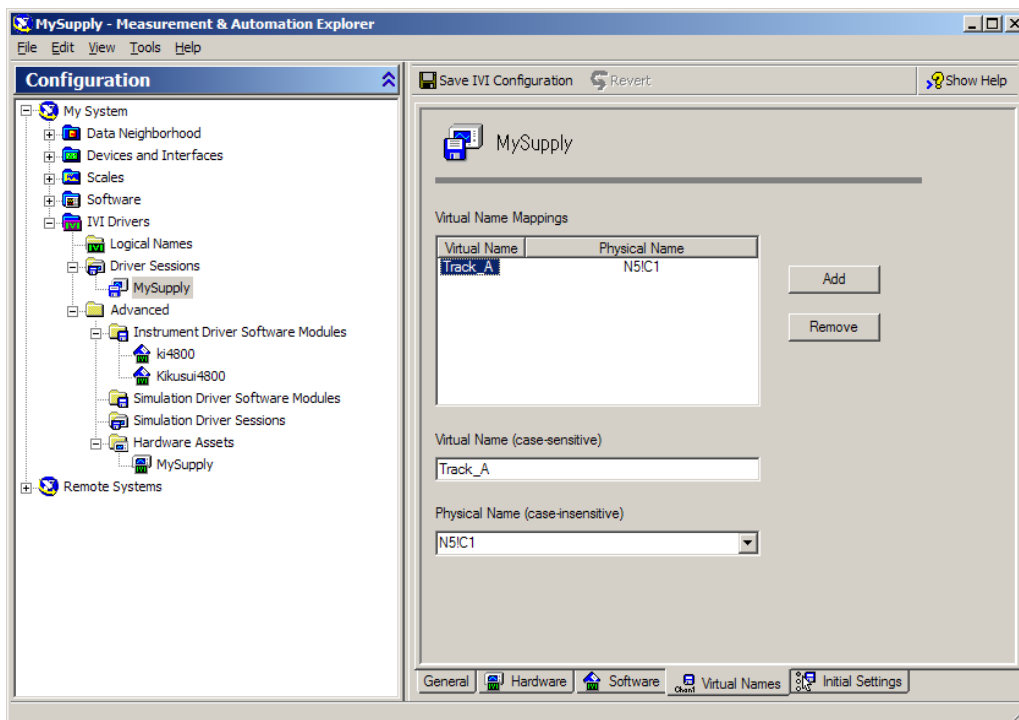 MySupply - Measurement & Automation Explorer
File Edit View Tools Help
Configuration
Save IVI Configuration Revert Show Help
My System
Data Neighborhood
Devices and Interfaces
Scales
Software
IVI Drivers
Logical Names
Driver Sessions
MySupply
Advanced
Instrument Driver Software Modules
ki4800
Kikusui4800
Simulation Driver Software Modules
Simulation Driver Sessions
Hardware Assets
MySupply
Remote Systems
MySupply
Virtual Name Mappings
Virtual Name Physical Name
Track_A N5!C1
Add
Remove
Virtual Name (case-sensitive)
Track_A
Physical Name (case-insensitive)
N5!C1
General Hardware Software Virtual Names Initial Settings